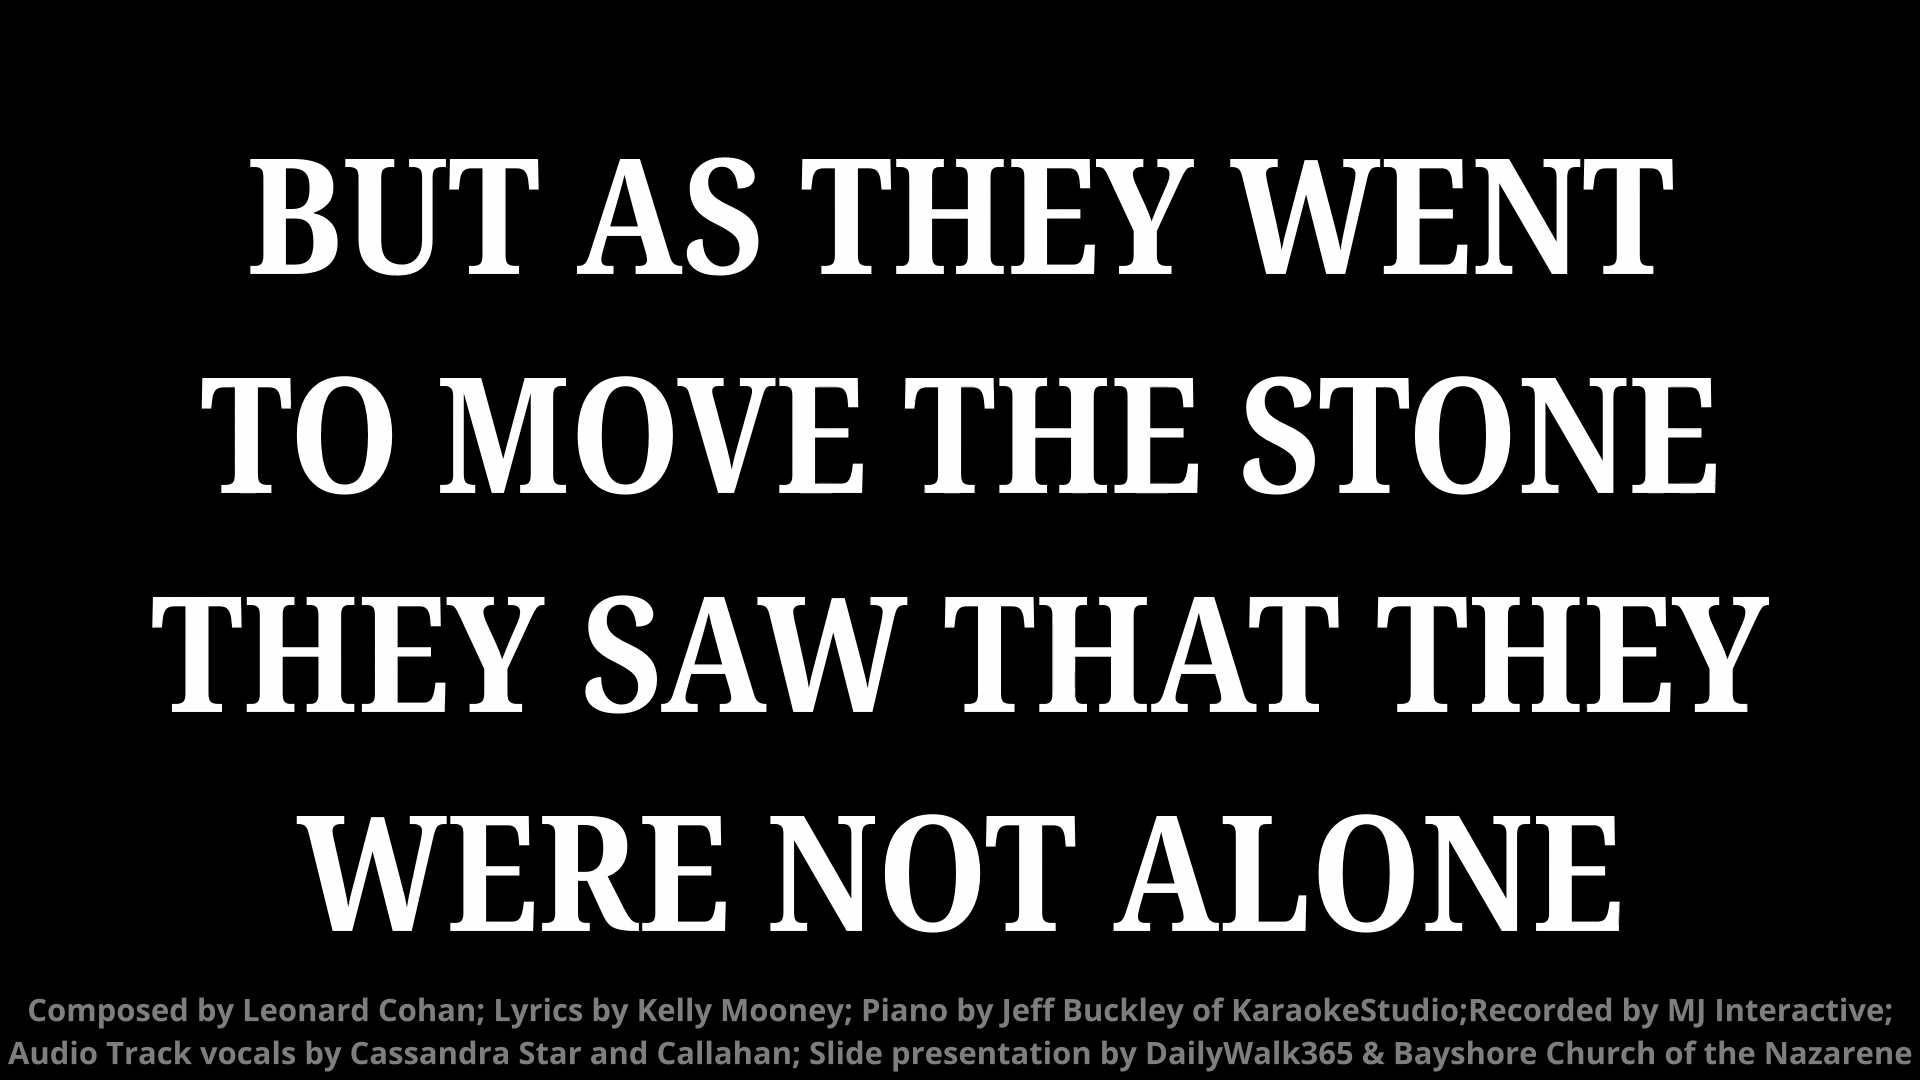 BUT AS THEY WENT
TO MOVE THE STONE
THEY SAW THAT THEY
WERE NOT ALONE
Composed by Leonard Cohan; Lyrics by Kelly Mooney; Piano by Jeff Buckley of KaraokeStudio;Recorded by MJ Interactive;
Audio Track vocals by Cassandra Star and Callahan; Slide presentation by DailyWalk365 & Bayshore Church of the Nazarene